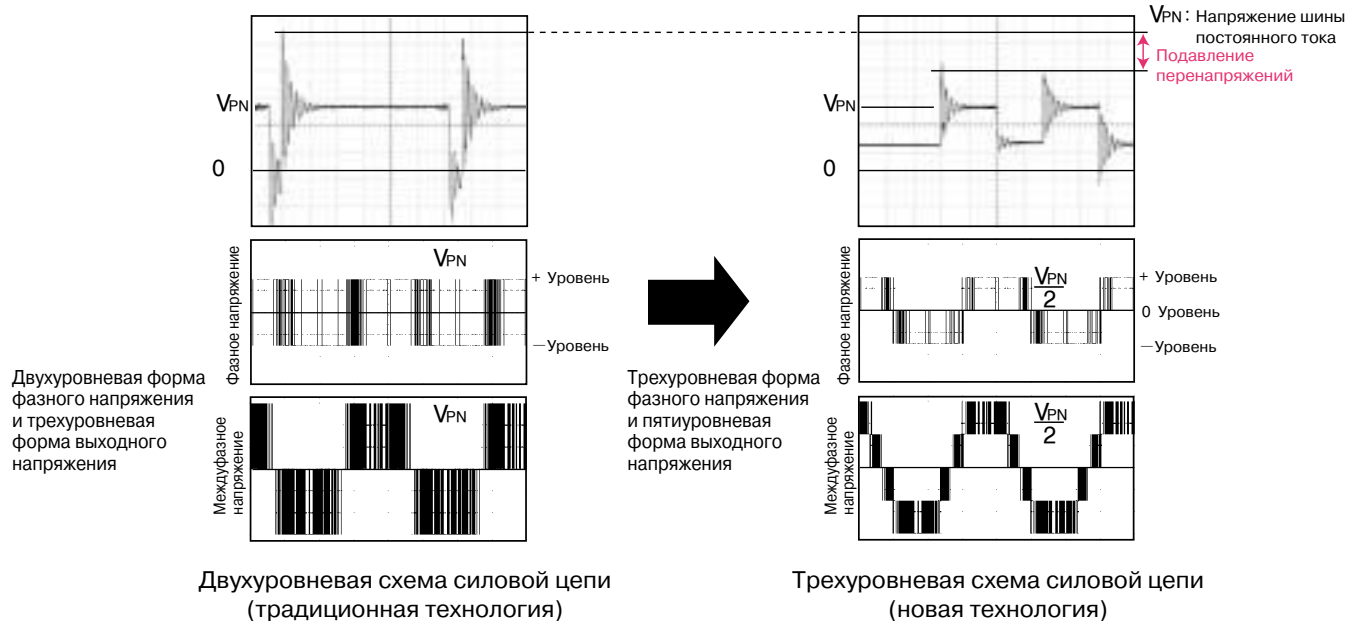 VPN
0
Фазное напряжение
VPN
+ Уровень
—Уровень
Двухуровневая форма
фазного напряжения
и трехуровневая
форма выходного
напряжения
Междуфазное
напряжение
VPN
Двухуровневая схема силовой цепи
(традиционная технология)
VPN: Напряжение шины
постоянного тока
Подавление
перенапряжений
VPN
0
Фазное напряжение
VPN
2
+ Уровень
0 Уровень
—Уровень
Трехуровневая форма
фазного напряжения
и пятиуровневая
форма выходного
напряжения
Междуфазное
напряжение
VPN
2
Трехуровневая схема силовой цепи
(новая технология)